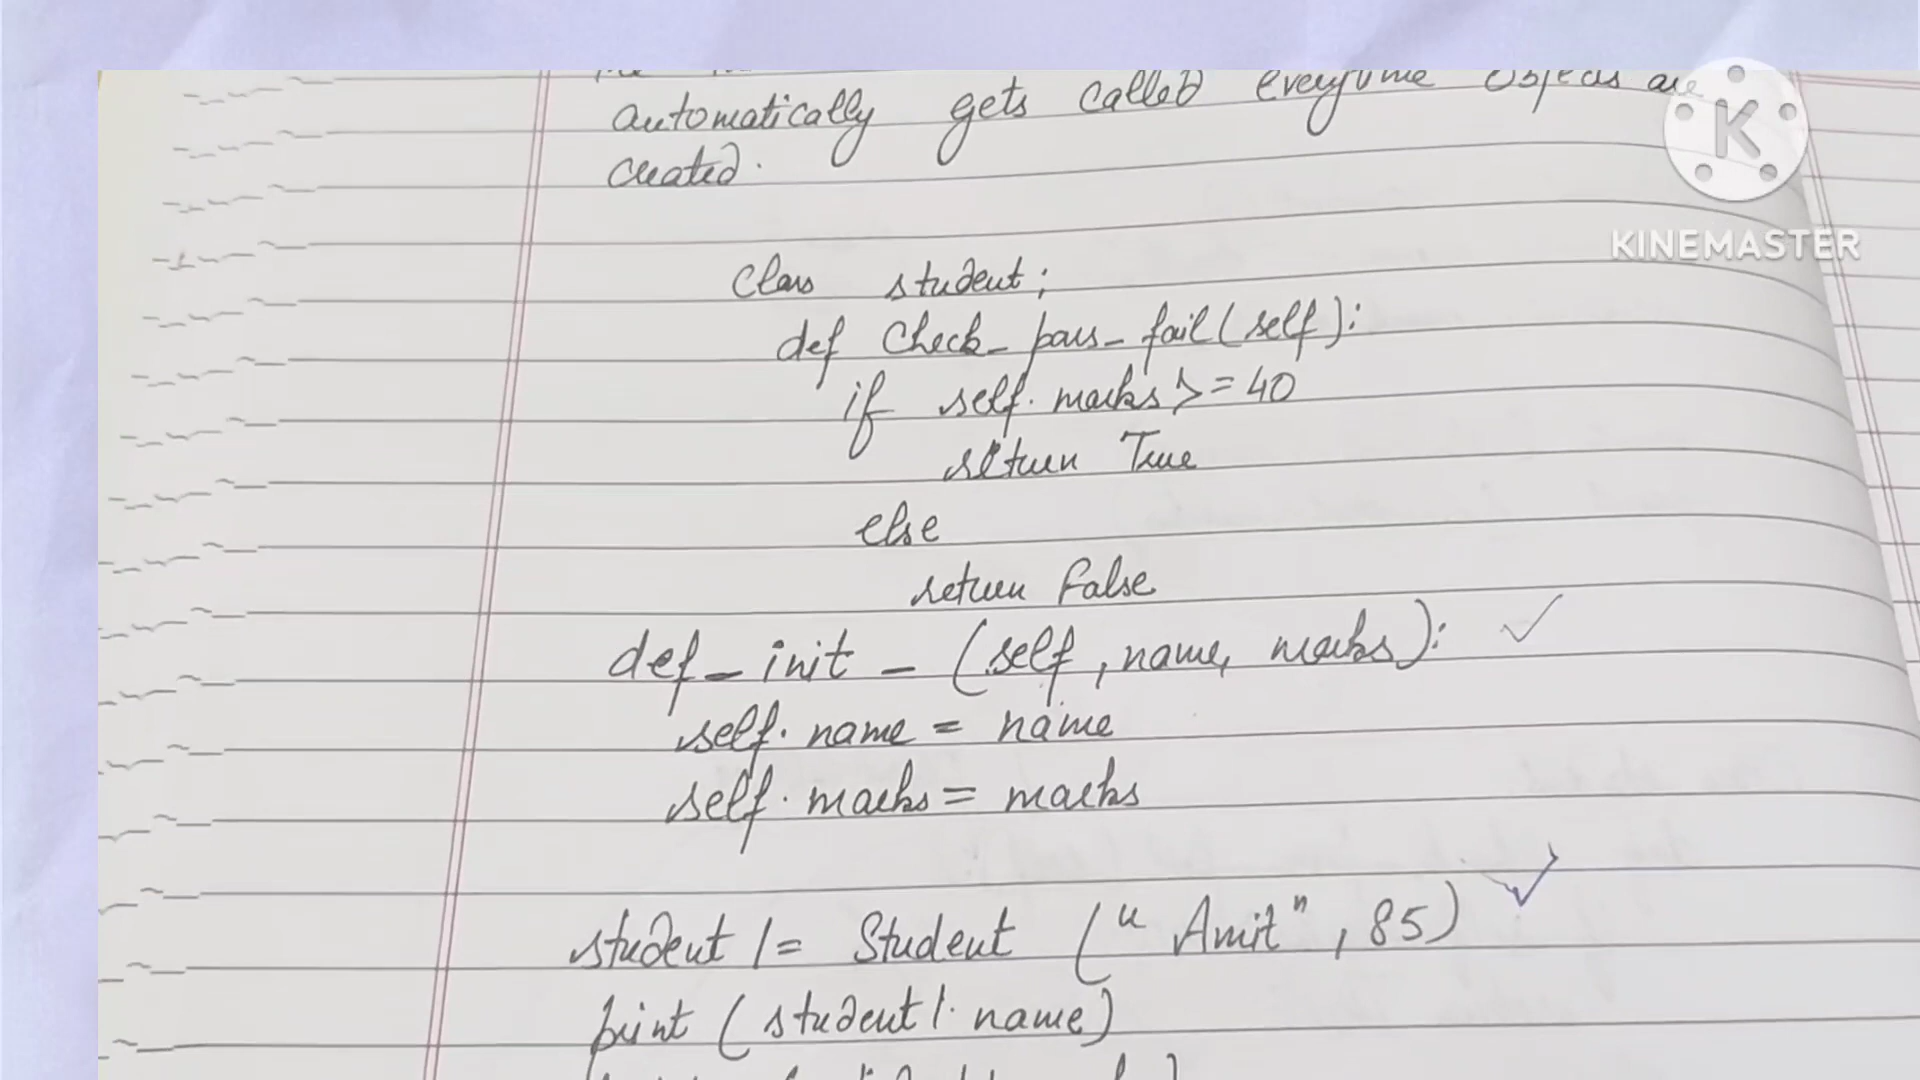 automatically gets called everytime objects are
created.
K
KINEMASTER
Class student;
def Check_pass_fail(self):
if self.marks>=40
return True
else
return False
def_init_(self, name, marks):
self.name = name
self.marks = marks
student 1= Student (" Amit", 85)
print (student1.name)